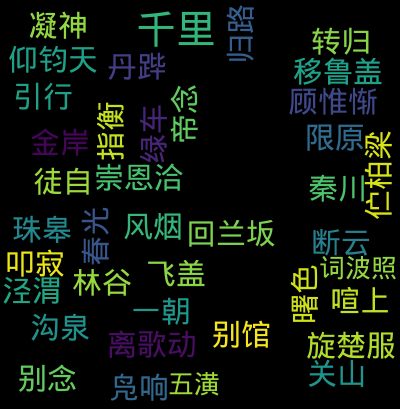 凝神
千里
归路
转归
仰钧天
丹跸
移鲁盖
引行
指衡
绿车
帝念
顾惟惭
金岸
限原
伫柏梁
徒自
崇恩洽
秦川
珠皋
春光
风烟
回兰坂
断云
叩寂
泾渭
林谷
飞盖
词波照
曙色
喧上
沟泉
一朝
离歌动
别馆
旋楚服
别念
凫响
五潢
关山